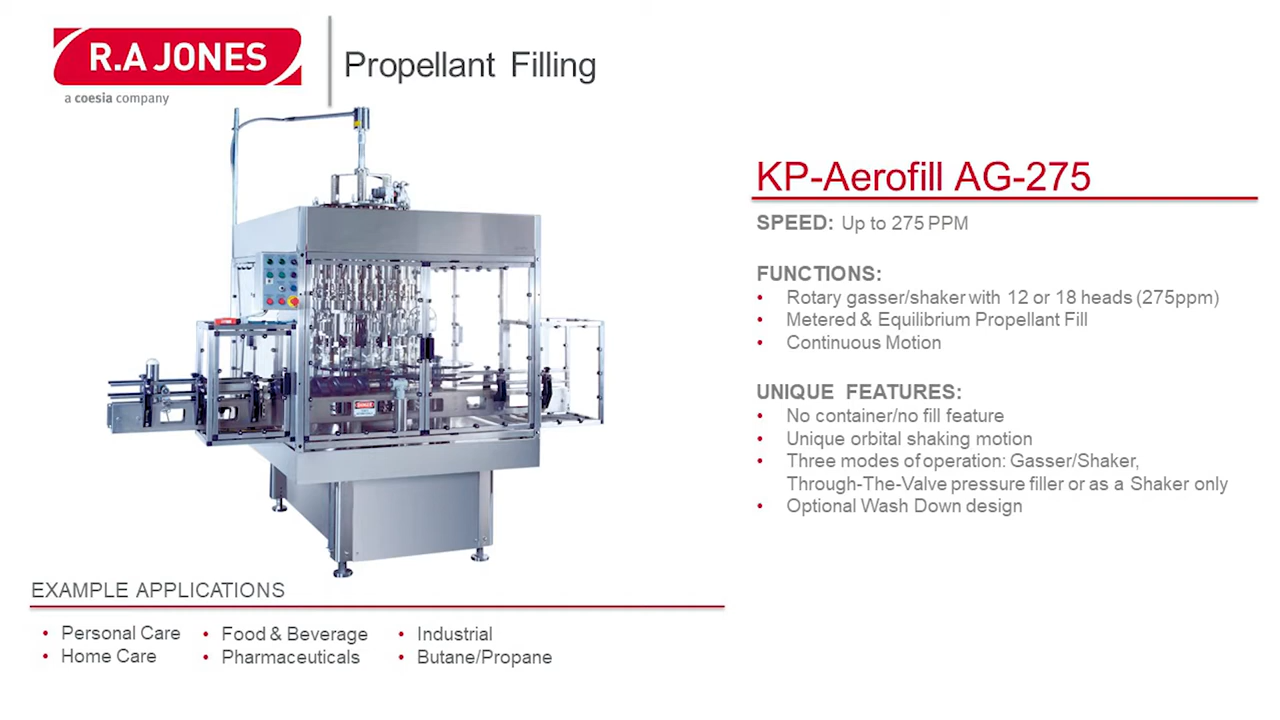 R.A JONES
a coesia company
Propellant Filling
KP-Aerofill AG-275
SPEED: Up to 275 PPM
FUNCTIONS:
• Rotary gasser/shaker with 12 or 18 heads (275ppm)
• Metered & Equilibrium Propellant Fill
• Continuous Motion
UNIQUE FEATURES:
• No container/no fill feature
• Unique orbital shaking motion
• Three modes of operation: Gasser/Shaker,
Through-The-Valve pressure filler or as a Shaker only
• Optional Wash Down design
DANGER
EXAMPLE APPLICATIONS
• Personal Care • Food & Beverage • Industrial
• Home Care • Pharmaceuticals • Butane/Propane